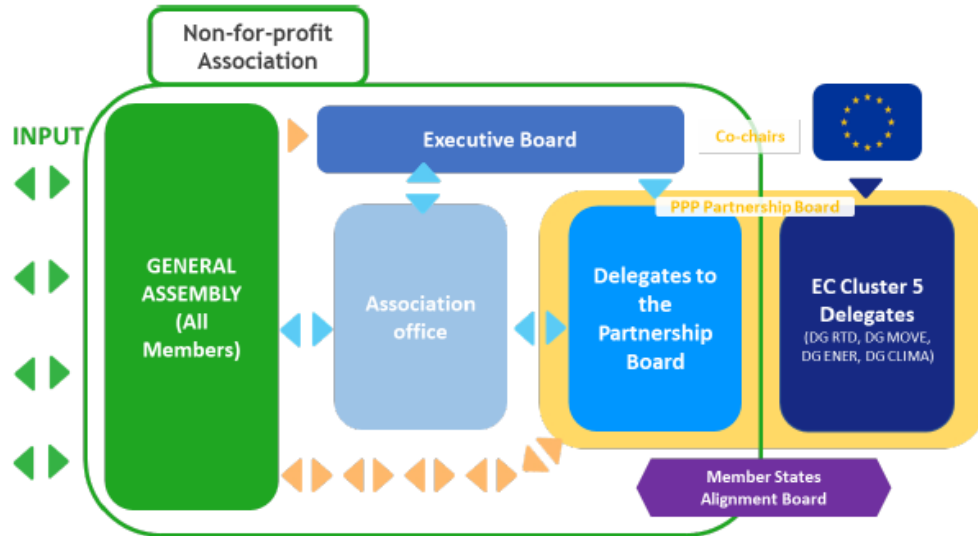 Non-for-profit
Association
INPUT
Executive Board
Co-chairs
PPP Partnership Board
GENERAL
ASSEMBLY
(All
Members)
Association
office
Delegates to
the
Partnership
Board
EC Cluster 5
Delegates
(DG RTD, DG MOVE,
DG ENER, DG CLIMA)
Member States
Alignment Board